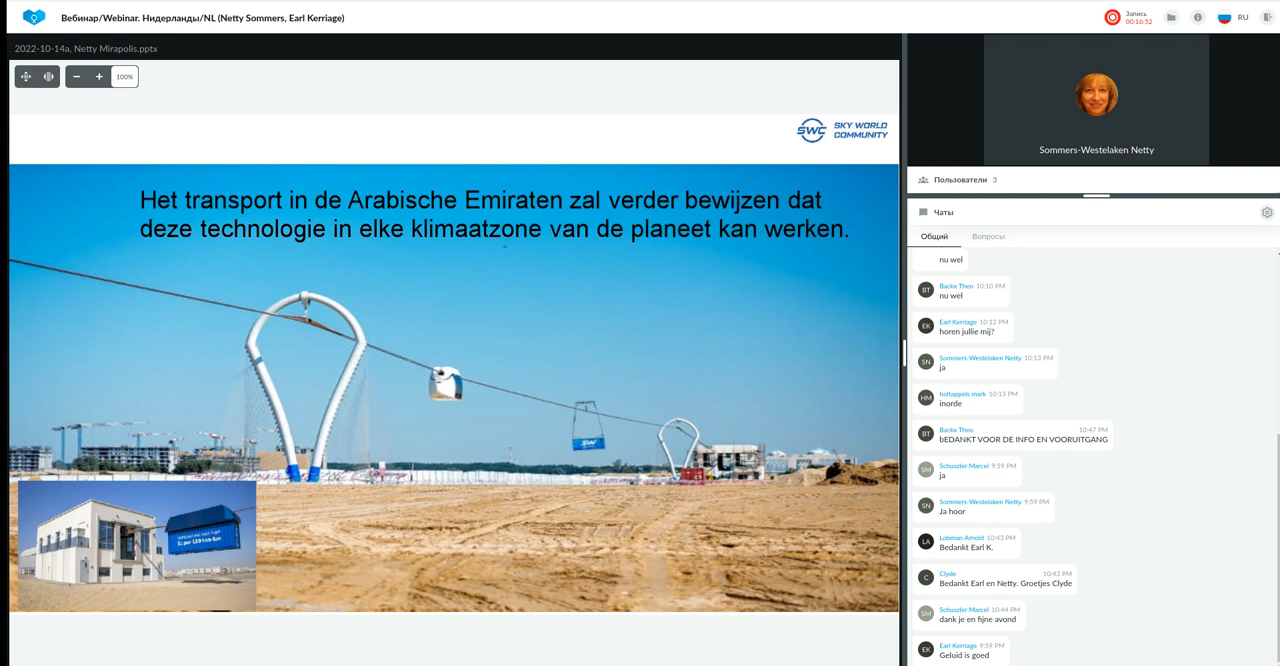 Вебинар/Webinar. Нидерланды/NL (Netty Sommers, Earl Kerriage)
Запись
00:16:52
RU
2022-10-14a, Netty Mirapolis.pptx
100%
SWC SKY WORLD
COMMUNITY
Het transport in de Arabische Emiraten zal verder bewijzen dat
deze technologie in elke klimaatzone van de planeet kan werken.
Sommers-Westelaken Netty
Пользователи 3
Чаты
Общий Вопросы
nu wel
BT Backx Theo 10:10 PM
nu wel
EK Earl Kerriage 10:12 PM
horen jullie mij?
SN Sommers-Westelaken Netty 10:13 PM
ja
HM holtappels mark 10:13 PM
inorde
BT Backx Theo 10:47 PM
bEDANKT VOOR DE INFO EN VOORUITGANG
SM Schuszler Marcel 9:59 PM
ja
SN Sommers-Westelaken Netty 9:59 PM
Ja hoor
LA Lobman Arnold 10:43 PM
Bedankt Earl K.
C Clyde 10:43 PM
Bedankt Earl en Netty. Groetjes Clyde
SM Schuszler Marcel 10:44 PM
dank je en fijne avond
EK Earl Kerriage 9:59 PM
Geluid is goed